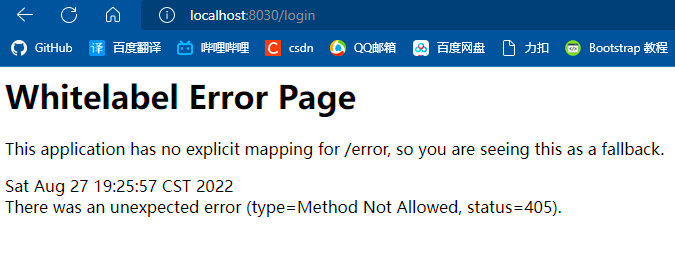 localhost:8030/login
GitHub 译 百度翻译 哔哩哔哩 C csdn QQ邮箱 百度网盘 力扣 Bootstrap 教程
Whitelabel Error Page
This application has no explicit mapping for /error, so you are seeing this as a fallback.
Sat Aug 27 19:25:57 CST 2022
There was an unexpected error (type=Method Not Allowed, status=405).